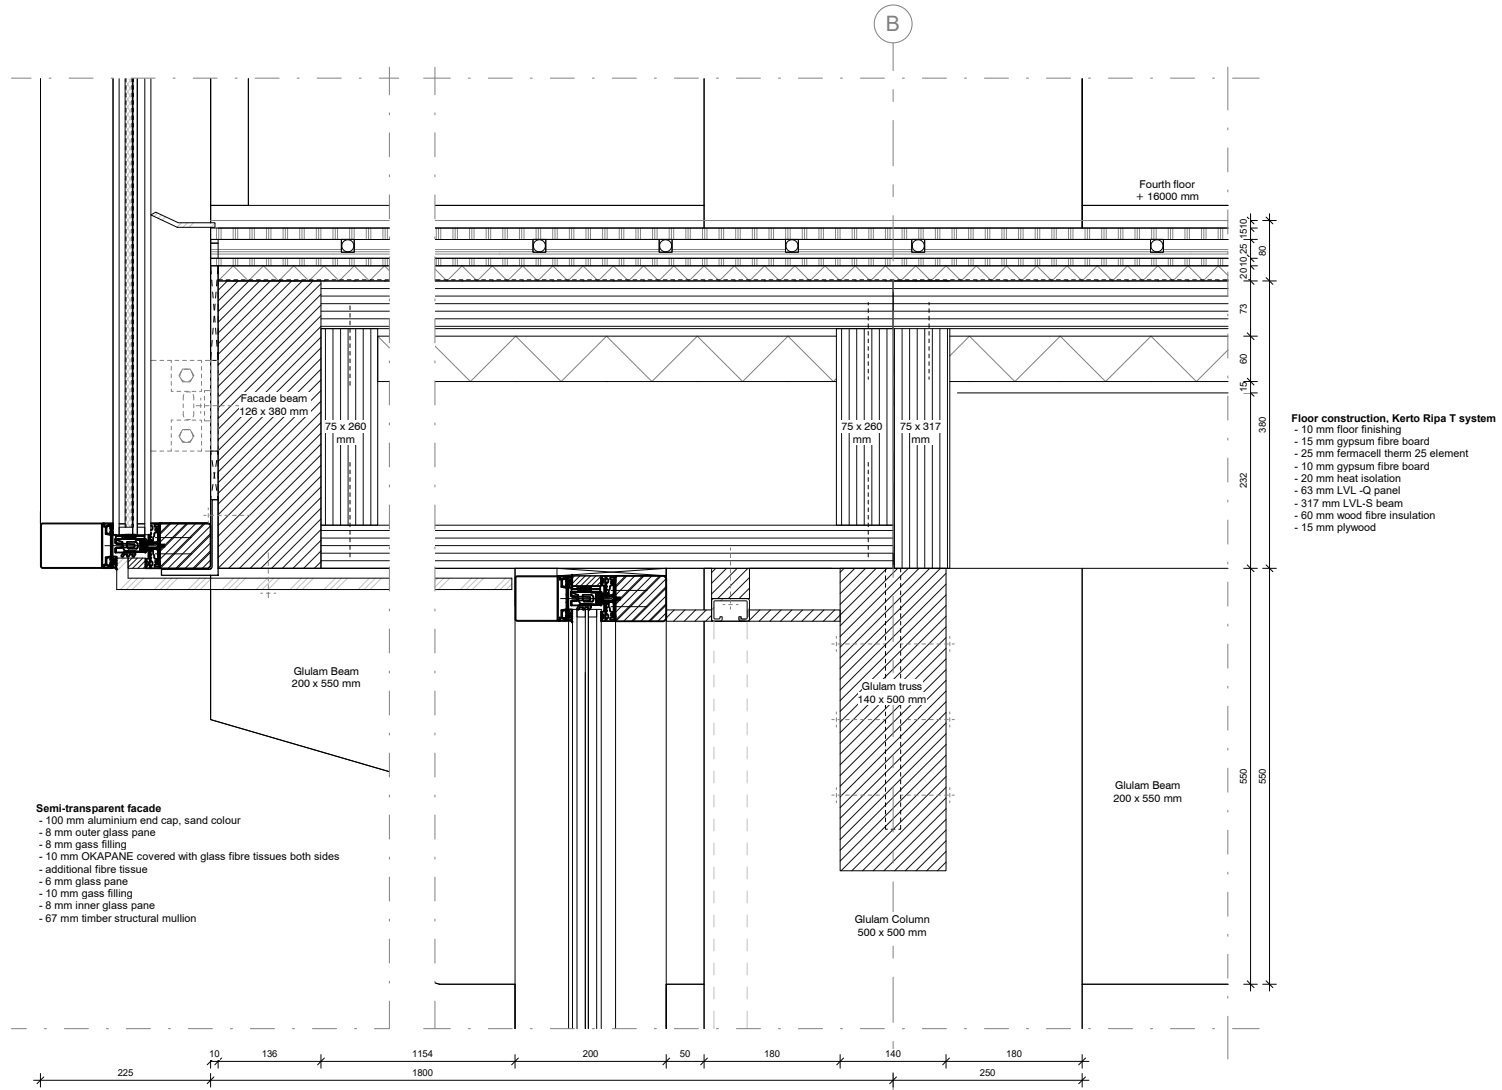 B
Fourth floor
+ 16000 mm
10
15
25
10
20
80
73
60
15
232
380
550
550
Facade beam
126 x 380 mm
75 x 260
mm
75 x 260
mm
75 x 317
mm
Floor construction, Kerto Ripa T system
- 10 mm floor finishing
- 15 mm gypsum fibre board
- 25 mm fermacell therm 25 element
- 10 mm gypsum fibre board
- 20 mm heat isolation
- 63 mm LVL -Q panel
- 317 mm LVL-S beam
- 60 mm wood fibre insulation
- 15 mm plywood
Glulam Beam
200 x 550 mm
Glulam truss
140 x 500 mm
Glulam Beam
200 x 550 mm
Semi-transparent facade
- 100 mm aluminium end cap, sand colour
- 8 mm outer glass pane
- 8 mm gass filling
- 10 mm OKAPANE covered with glass fibre tissues both sides
- additional fibre tissue
- 6 mm glass pane
- 10 mm gass filling
- 8 mm inner glass pane
- 67 mm timber structural mullion
Glulam Column
500 x 500 mm
10 136 1154 200 50 180 140 180
225 1800 250